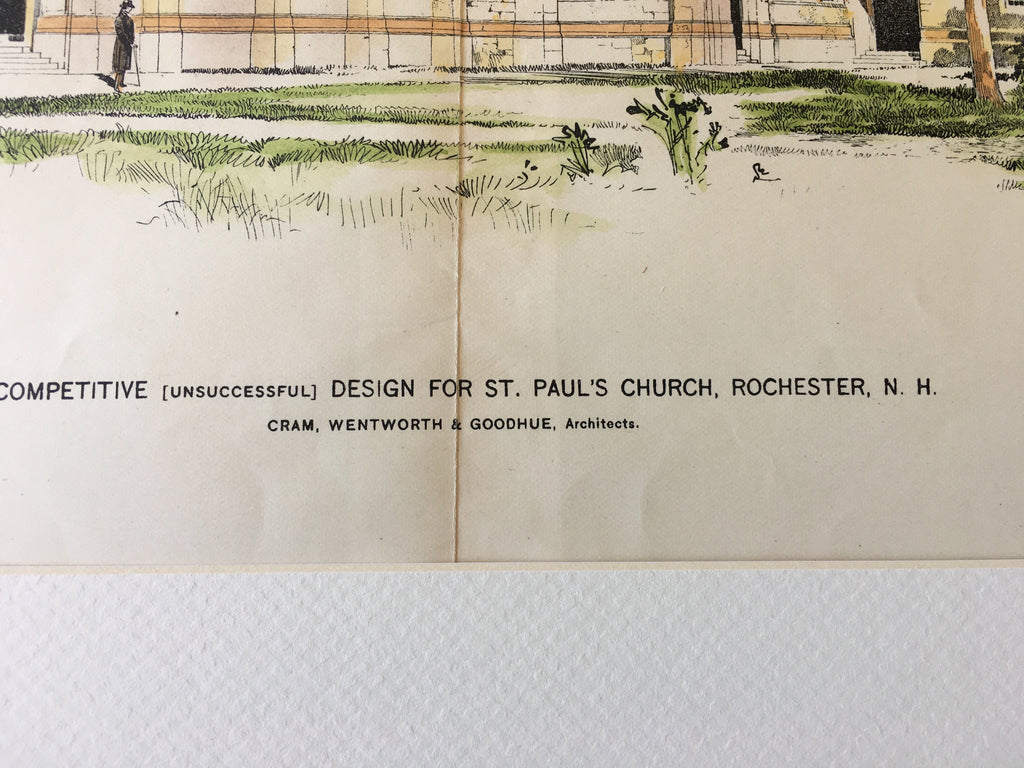 COMPETITIVE [UNSUCCESSFUL] DESIGN FOR ST. PAUL'S CHURCH, ROCHESTER, N. H.
CRAM, WENTWORTH & GOODHUE, Architects.